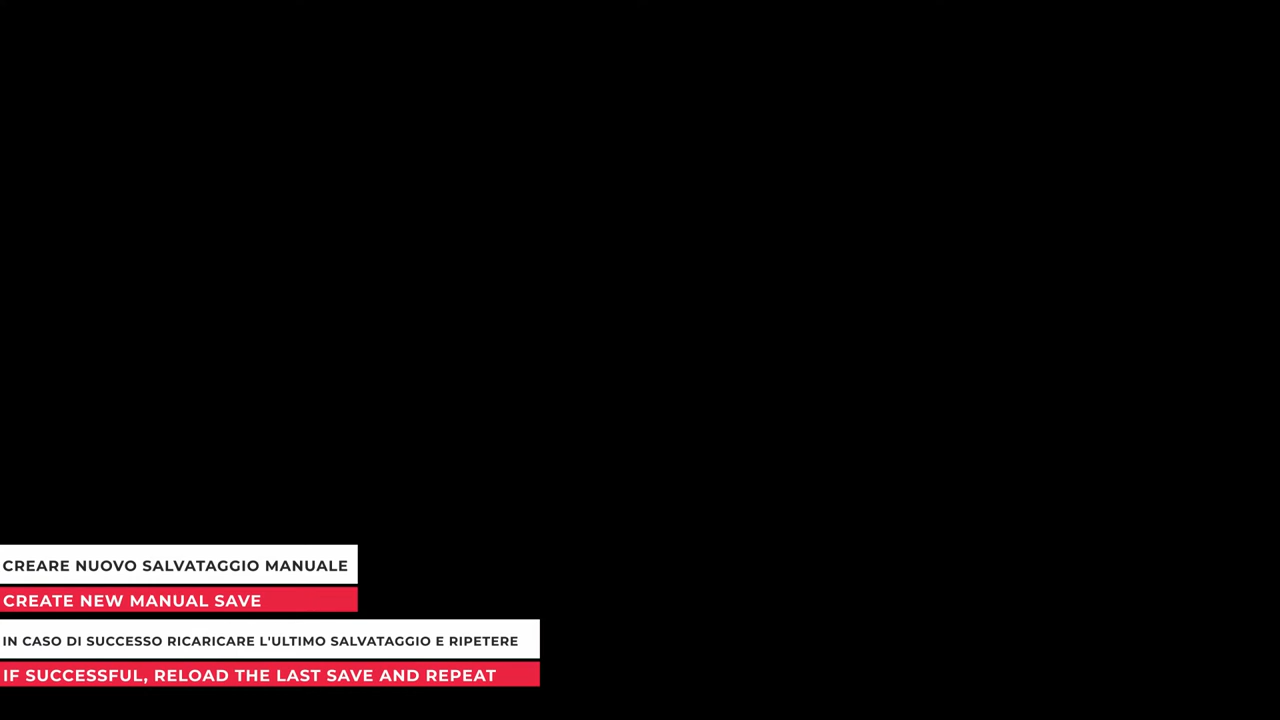 CREARE NUOVO SALVATAGGIO MANUALE
CREATE NEW MANUAL SAVE
IN CASO DI SUCCESSO RICARICARE L'ULTIMO SALVATAGGIO E RIPETERE
IF SUCCESSFUL, RELOAD THE LAST SAVE AND REPEAT